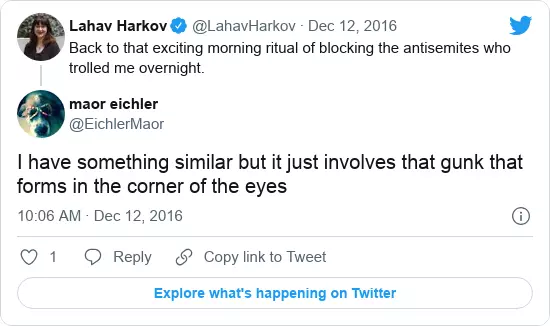 Lahav Harkov @LahavHarkov · Dec 12, 2016
Back to that exciting morning ritual of blocking the antisemites who
trolled me overnight.
maor eichler
@EichlerMaor
I have something similar but it just involves that gunk that
forms in the corner of the eyes
10:06 AM · Dec 12, 2016
1 Reply Copy link to Tweet
Explore what's happening on Twitter